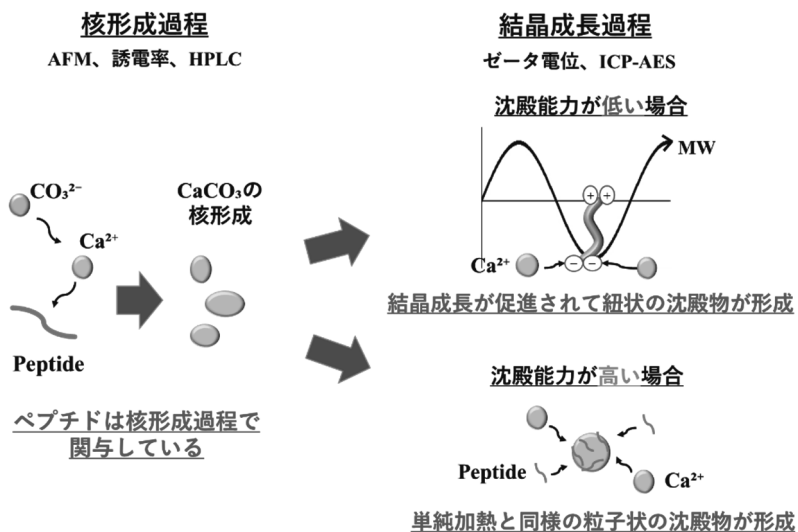 核形成過程
AFM、誘電率、HPLC
CO₃²⁻
Ca²⁺
Peptide
CaCO₃の
核形成
ペプチドは核形成過程で
関与している
結晶成長過程
ゼータ電位、ICP-AES
沈殿能力が低い場合
MW
+ +
Ca²⁺
− −
結晶成長が促進されて紐状の沈殿物が形成
沈殿能力が高い場合
Peptide
Ca²⁺
単純加熱と同様の粒子状の沈殿物が形成